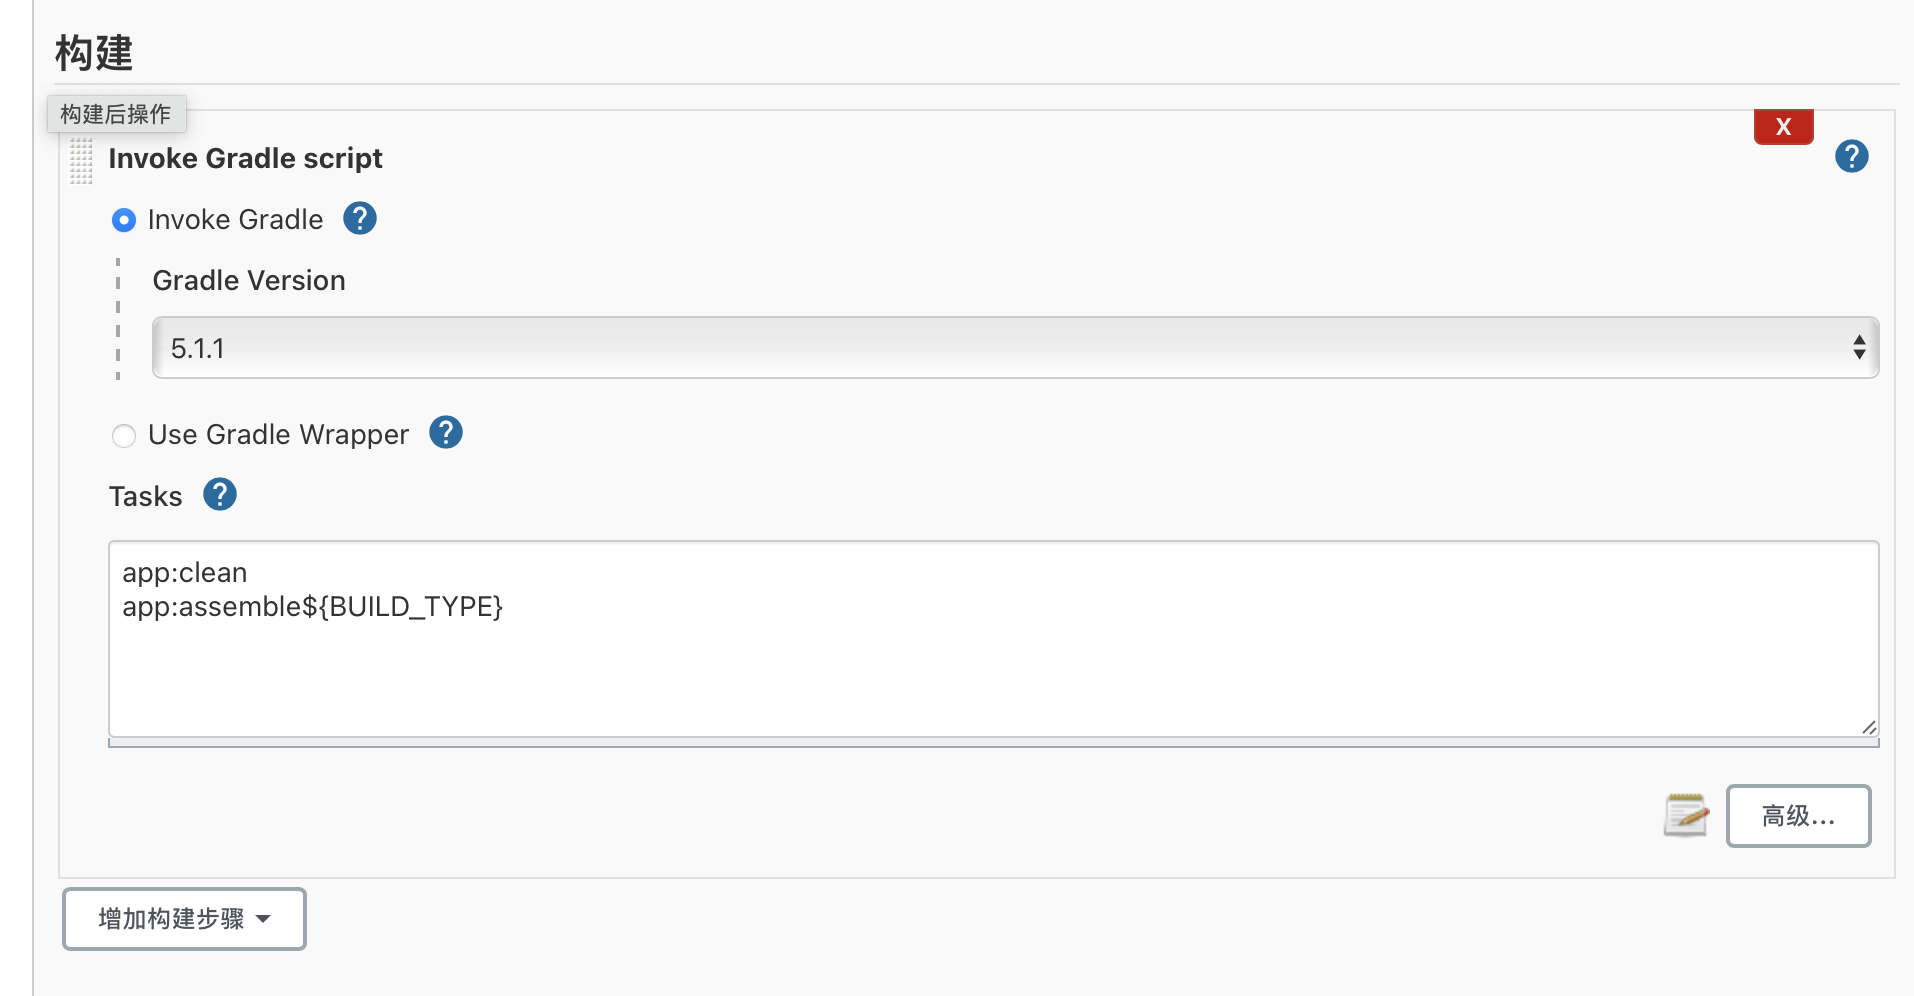 构建
构建后操作
X
Invoke Gradle script
?
Invoke Gradle ?
Gradle Version
5.1.1
Use Gradle Wrapper ?
Tasks ?
app:clean
app:assemble${BUILD_TYPE}
高级...
增加构建步骤